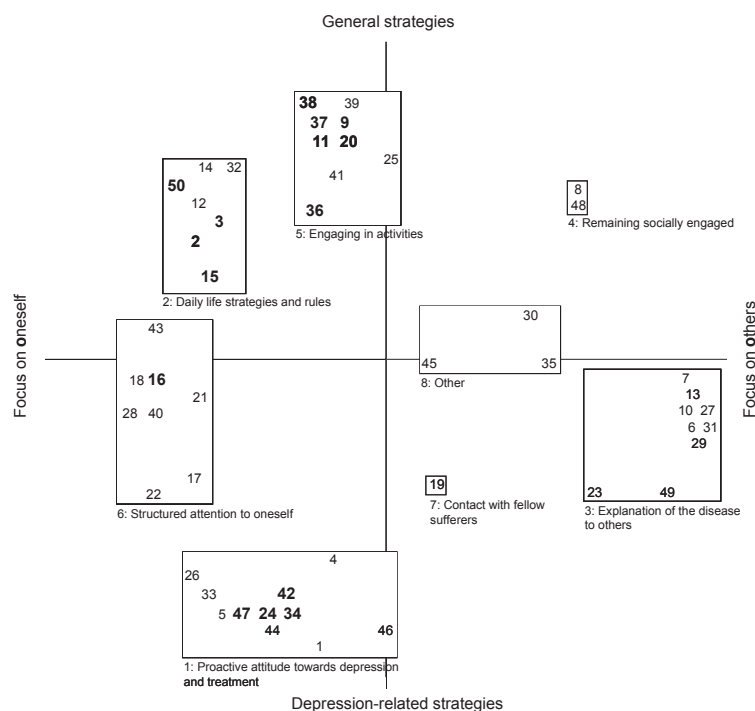 General strategies
38 39
37 9
11 20
25
41
36
5: Engaging in activities
14 32
50
12
3
2
15
2: Daily life strategies and rules
8
48
4: Remaining socially engaged
Focus on oneself
Focus on others
43
18 16
21
28 40
17
22
6: Structured attention to oneself
30
45 35
8: Other
7
13
10 27
6 31
29
23 49
3: Explanation of the disease
to others
19
7: Contact with fellow
sufferers
4
26
33 42
5 47 24 34
44 46
1
1: Proactive attitude towards depression
and treatment
Depression-related strategies